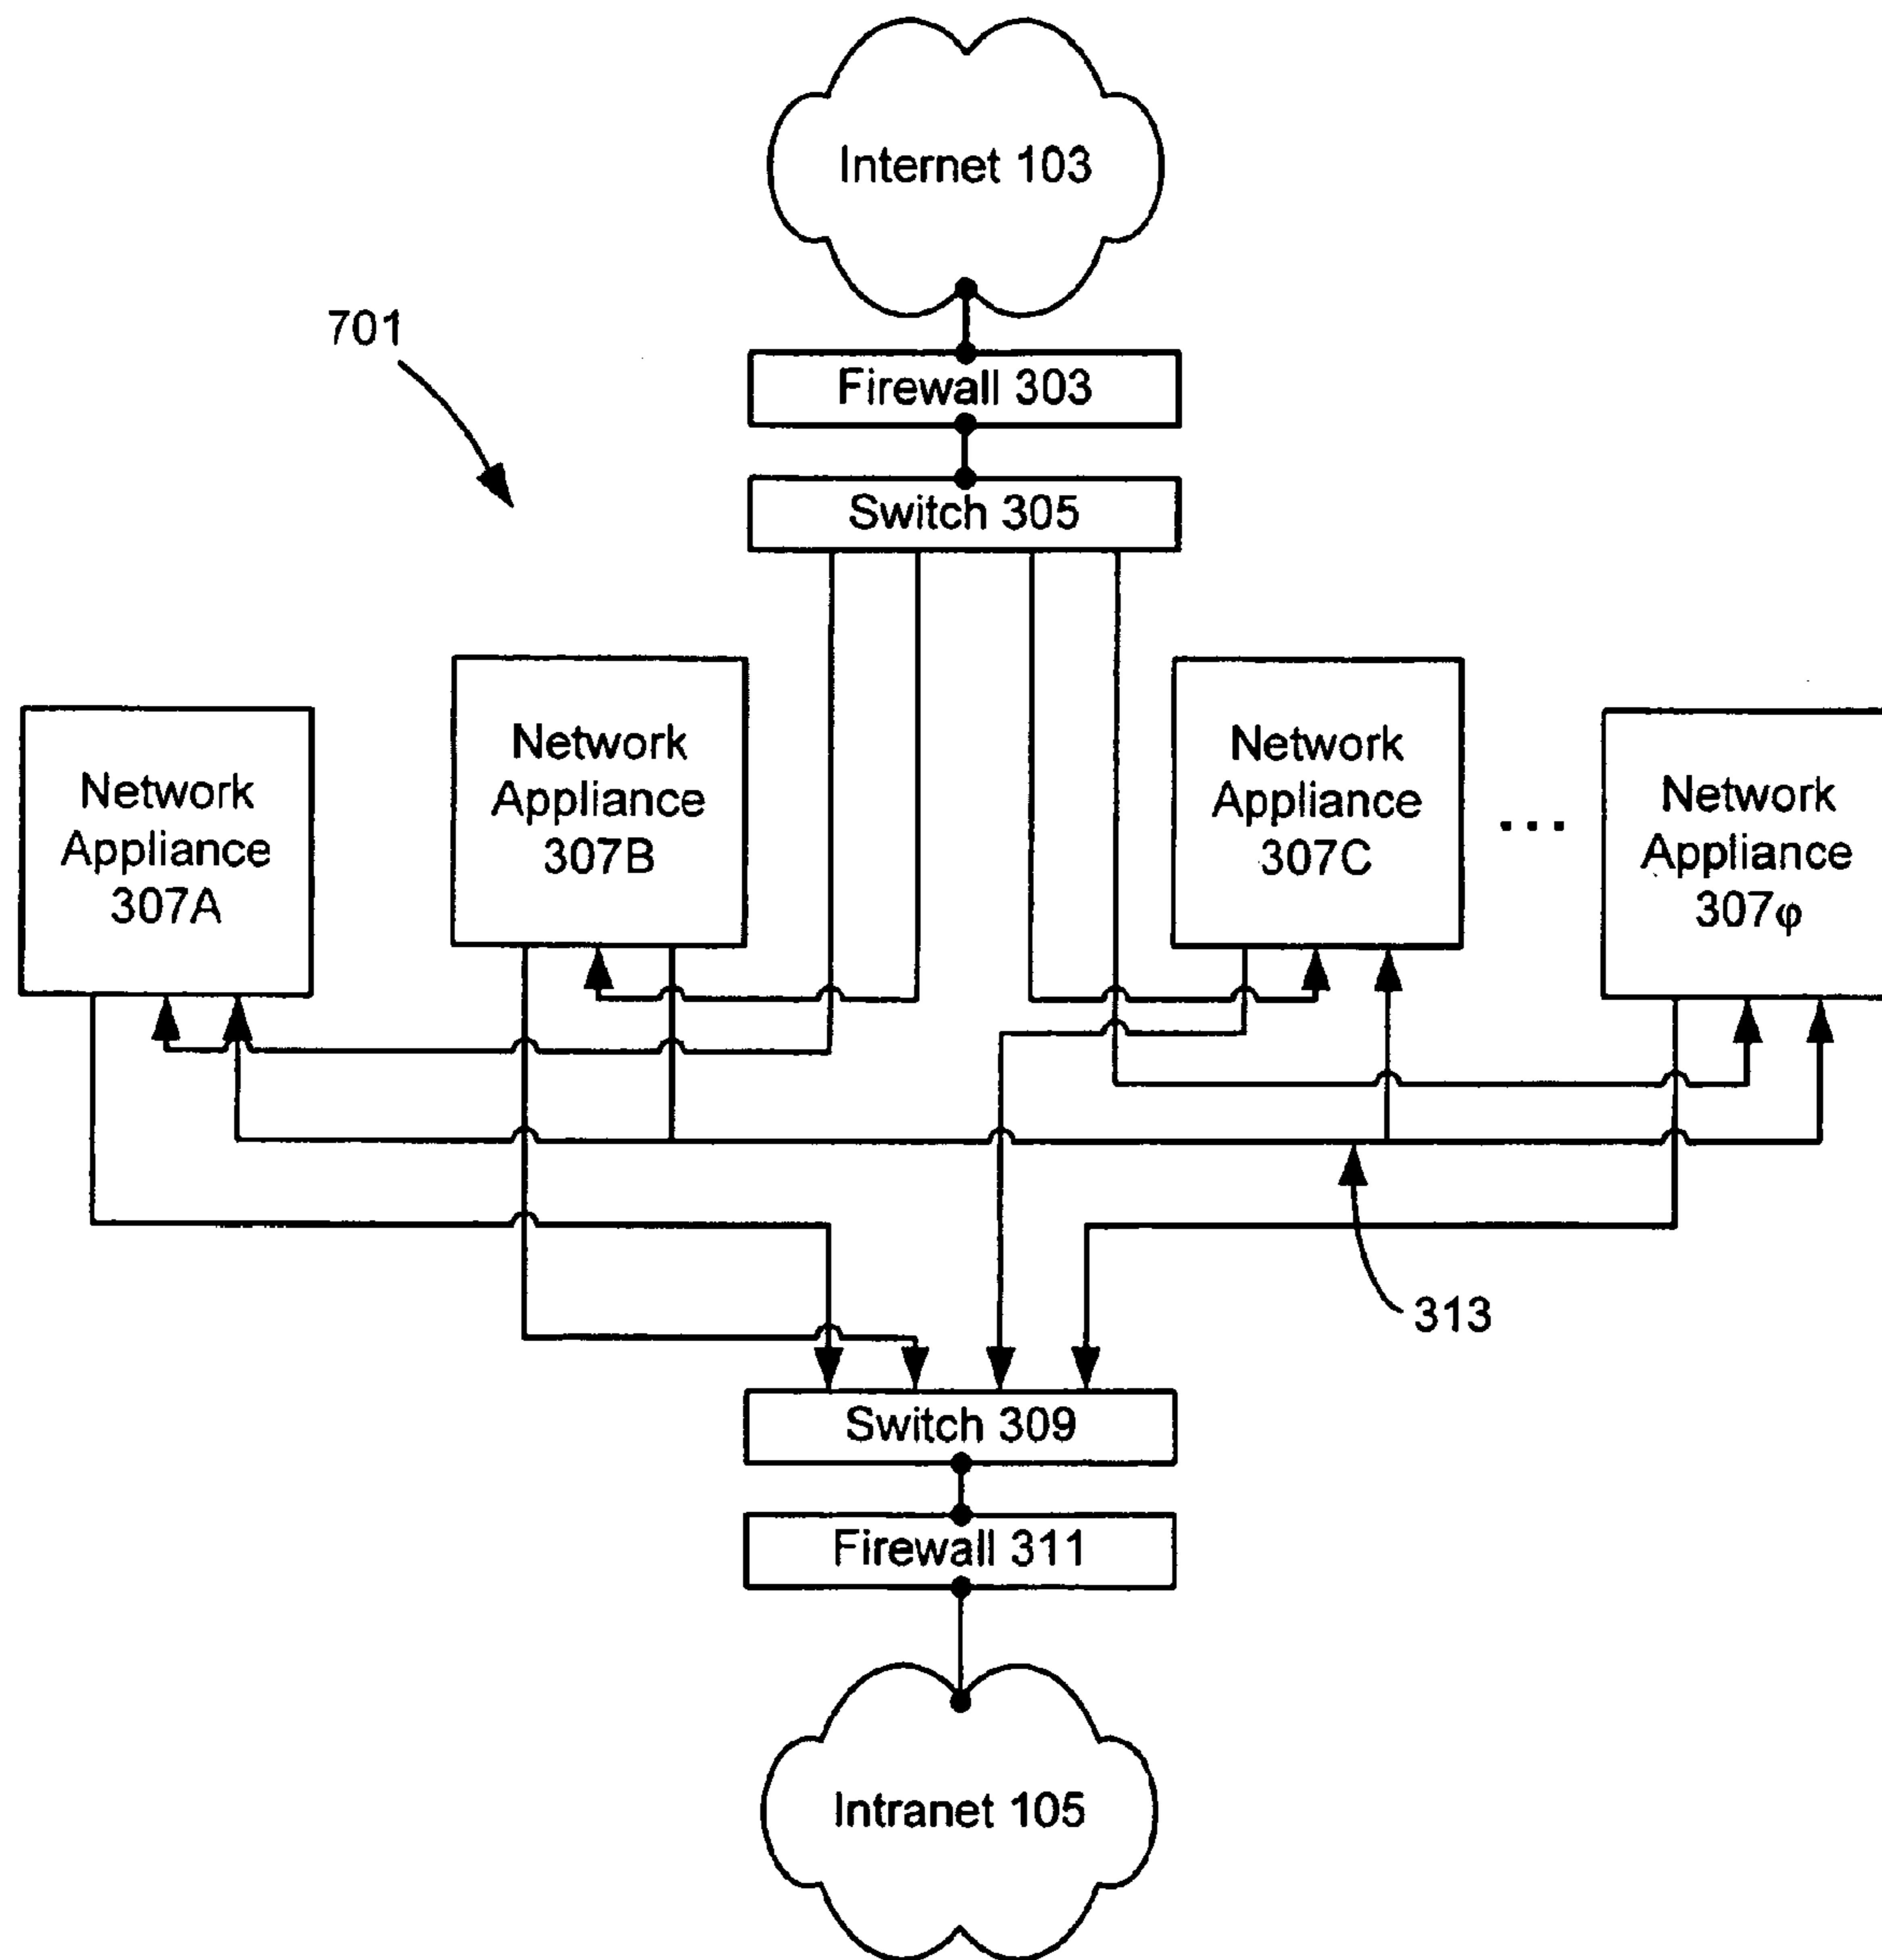 Internet 103
701
Firewall 303
Switch 305
Network
Appliance
307A
Network
Appliance
307B
Network
Appliance
307C
...
Network
Appliance
307φ
313
Switch 309
Firewall 311
Intranet 105